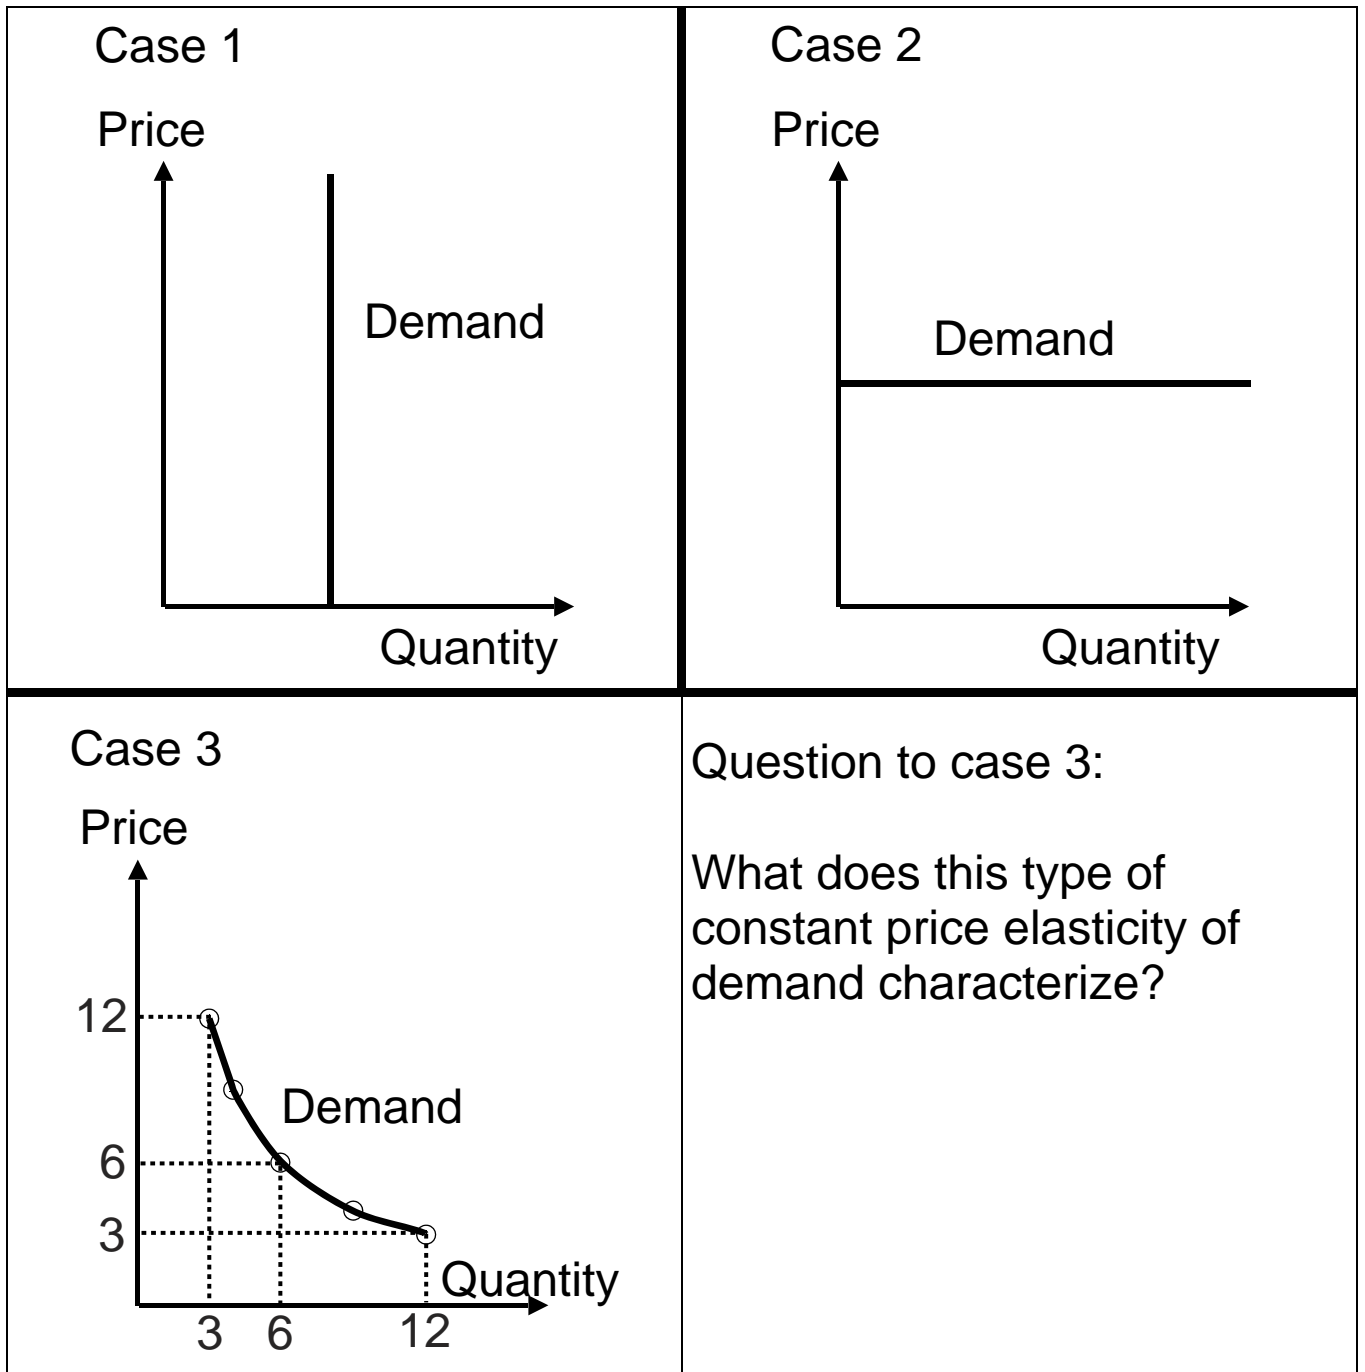 Case 1
Price
Demand
Quantity
Case 2
Price
Demand
Quantity
Case 3
Price
12
Demand
6
3
Quantity
3 6 12
Question to case 3:
What does this type of
constant price elasticity of
demand characterize?